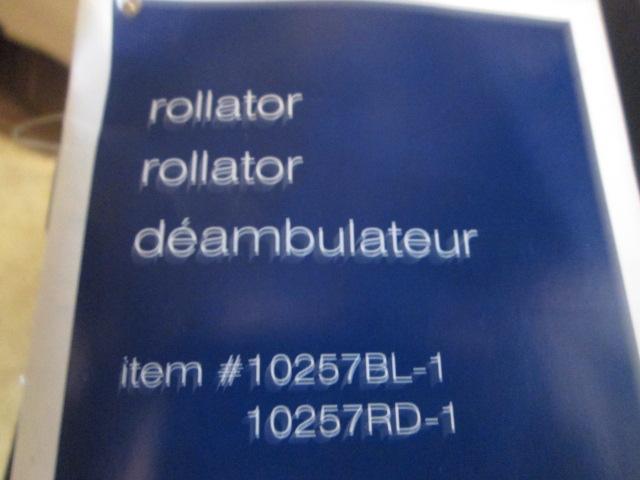 rollator
rollator
déambulateur
item #10257BL-1
10257RD-1